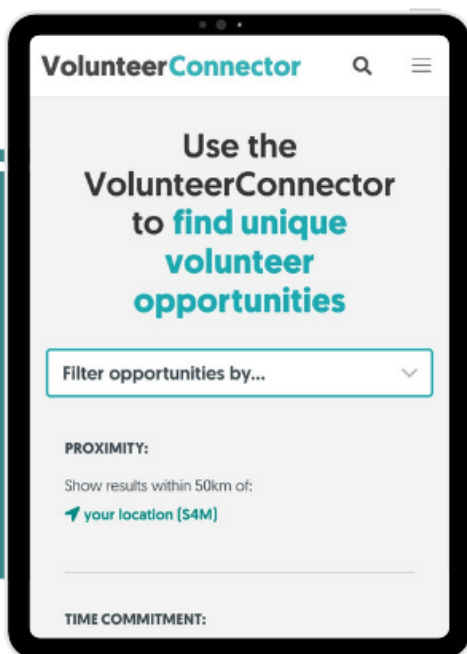 VolunteerConnector
Use the
VolunteerConnector
to find unique
volunteer
opportunities
Filter opportunities by...
PROXIMITY:
Show results within 50km of:
your location (S4M)
TIME COMMITMENT: